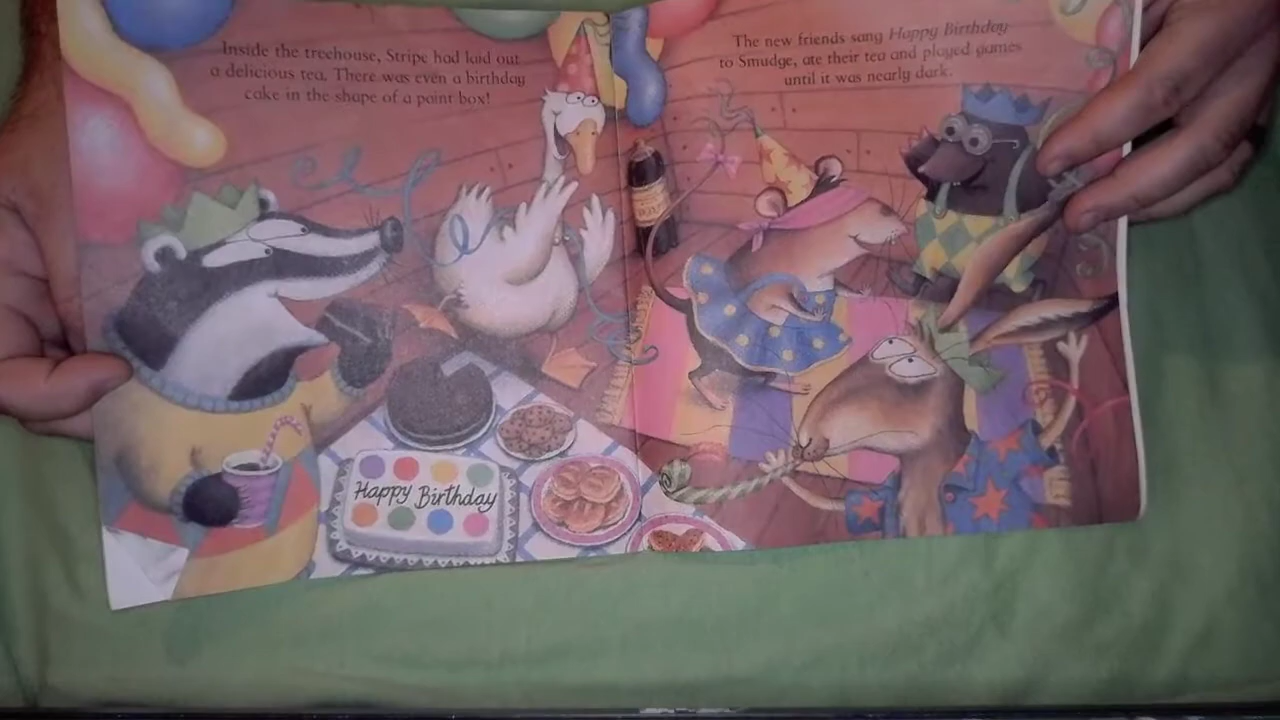 Inside the treehouse, Stripe had laid out
a delicious tea. There was even a birthday
cake in the shape of a paint box!
The new friends sang Happy Birthday
to Smudge, ate their tea and played games
until it was nearly dark.
Happy Birthday